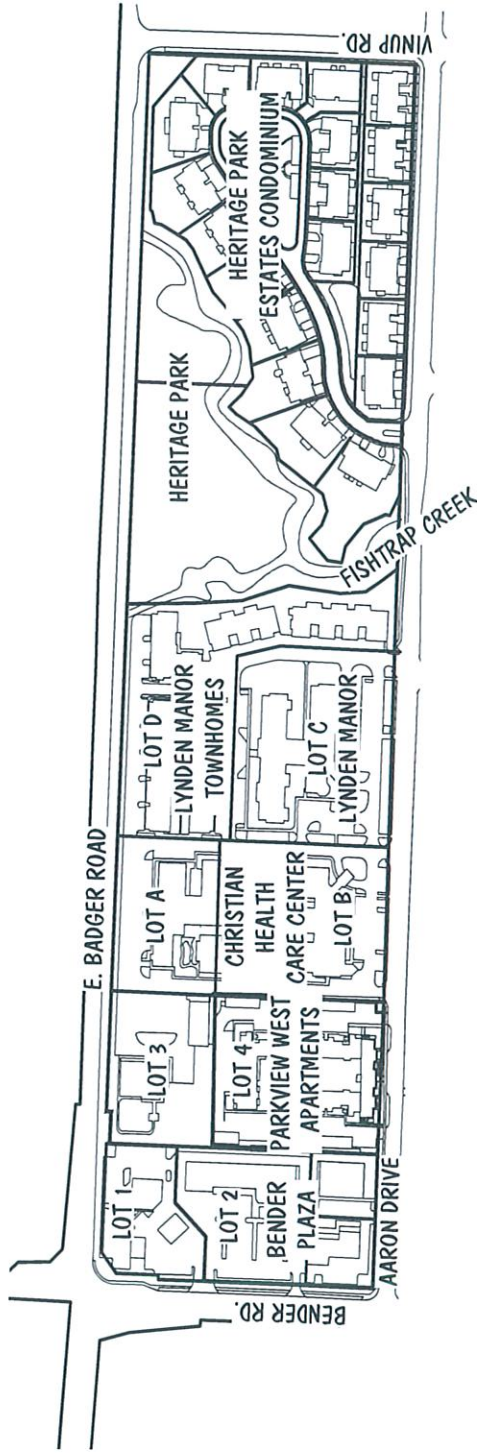 E. BADGER ROAD
VINUP RD.
BENDER RD.
AARON DRIVE
LOT 1
LOT 2
BENDER
PLAZA
LOT 3
LOT 4
PARKVIEW WEST
APARTMENTS
LOT A
CHRISTIAN
HEALTH
CARE CENTER
LOT B
LOT D
LYNDEN MANOR
TOWNHOMES
LOT C
LYNDEN MANOR
FISHTRAP CREEK
HERITAGE PARK
HERITAGE PARK
ESTATES CONDOMINIUM